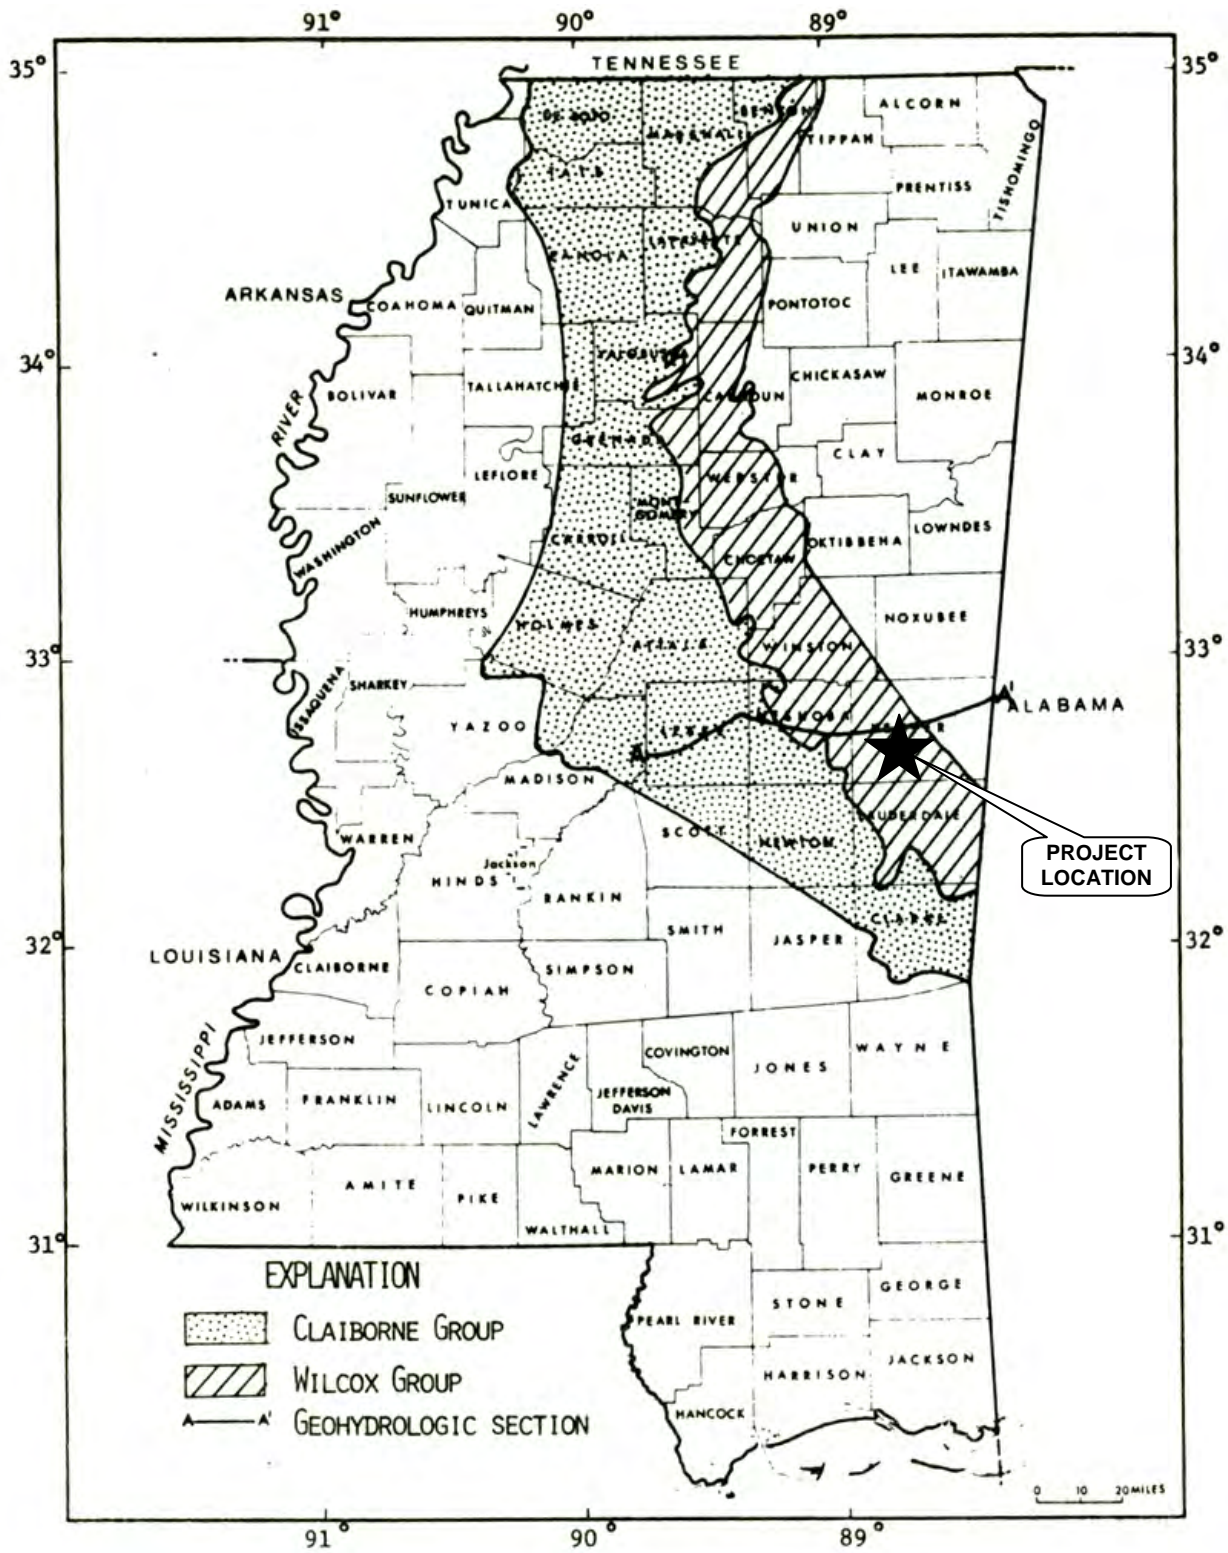 91° 90° 89°
35° 35°
TENNESSEE
ALCORN
DE SOTO
BENTON
MARSHALL
TIPPAH
TISHOMINGO
TATE
PRENTISS
TUNICA
UNION
LAFAYETTE
PANOLA
LEE ITAWAMBA
ARKANSAS
COAHOMA QUITMAN PONTOTOC
34° 34°
YALOBUSHA
CHICKASAW
BOLIVAR TALLAHATCHIE CALHOUN MONROE
RIVER
GRENADA
CLAY
LEFLORE WEBSTER
SUNFLOWER MONT
GOMERY
WASHINGTON
CARROLL OKTIBBEHA LOWNDES
CHOCTAW
HUMPHREYS NOXUBEE
HOLMES
ATTALA WINSTON
33° 33°
SHARKEY
ISSAQUENA
A'
ALABAMA
YAZOO LEAKE NESHOBA
A
MADISON
LAUDERDALE
WARREN SCOTT NEWTON
PROJECT
LOCATION
Jackson
HINDS
RANKIN
CLARKE
SMITH JASPER
32° 32°
LOUISIANA
CLAIBORNE SIMPSON
COPIAH
MISSISSIPPI
JEFFERSON
COVINGTON WAYNE
JONES
LAWRENCE
JEFFERSON
DAVIS
ADAMS FRANKLIN LINCOLN
FORREST
MARION LAMAR PERRY GREENE
AMITE
PIKE
WILKINSON
WALTHALL
31° 31°
EXPLANATION
GEORGE
STONE
PEARL RIVER
CLAIBORNE GROUP
JACKSON
HARRISON
WILCOX GROUP
HANCOCK
A A' GEOHYDROLOGIC SECTION
0 10 20 MILES
91° 90° 89°